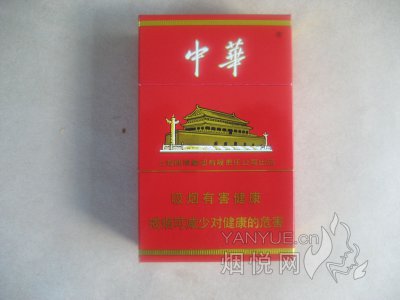 中華
吸烟有害健康
戒烟可减少对健康的危害
YANYUE.cn
烟悦网